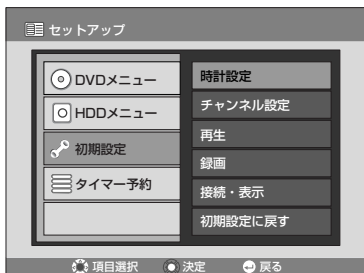 セットアップ
DVDメニュー
HDDメニュー
初期設定
タイマー予約
時計設定
チャンネル設定
再生
録画
接続・表示
初期設定に戻す
項目選択 決定 戻る